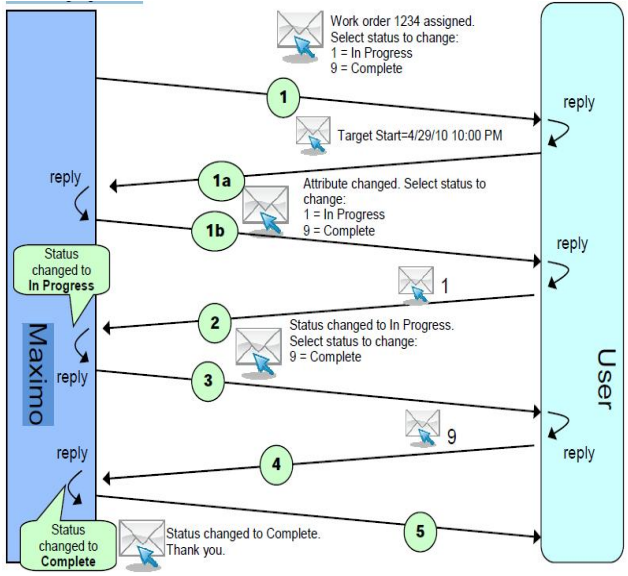 Work order 1234 assigned.
Select status to change:
1 = In Progress
9 = Complete
1
reply
Target Start=4/29/10 10:00 PM
reply
1a
Attribute changed. Select status to
change:
1 = In Progress
9 = Complete
1b
reply
Status
changed to
In Progress
1
2
Status changed to In Progress.
Select status to change:
9 = Complete
Maximo
User
reply
3
9
reply
reply
4
5
Status
changed to
Complete
Status changed to Complete.
Thank you.